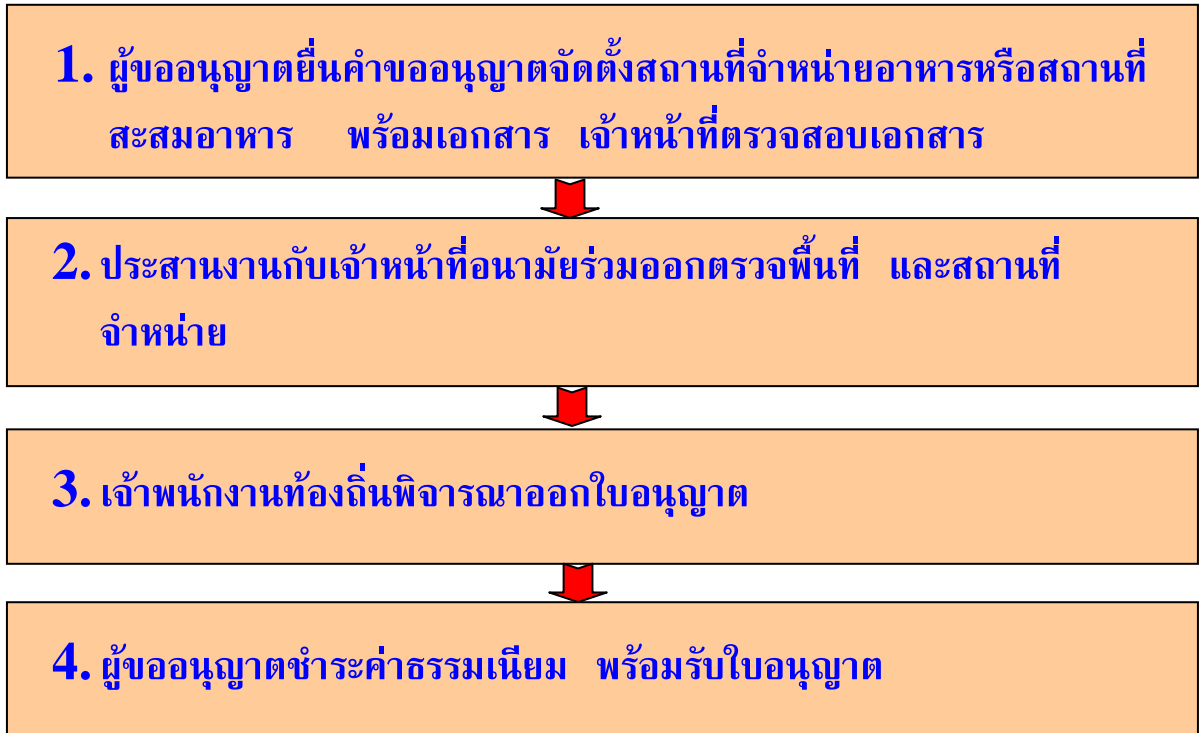 1. ผู้ขออนุญาตยื่นคำขออนุญาตจัดตั้งสถานที่จำหน่ายอาหารหรือสถานที่
สะสมอาหาร พร้อมเอกสาร เจ้าหน้าที่ตรวจสอบเอกสาร
2. ประสานงานกับเจ้าหน้าที่อนามัยร่วมออกตรวจพื้นที่ และสถานที่
จำหน่าย
3. เจ้าพนักงานท้องถิ่นพิจารณาออกใบอนุญาต
4. ผู้ขออนุญาตชำระค่าธรรมเนียม พร้อมรับใบอนุญาต